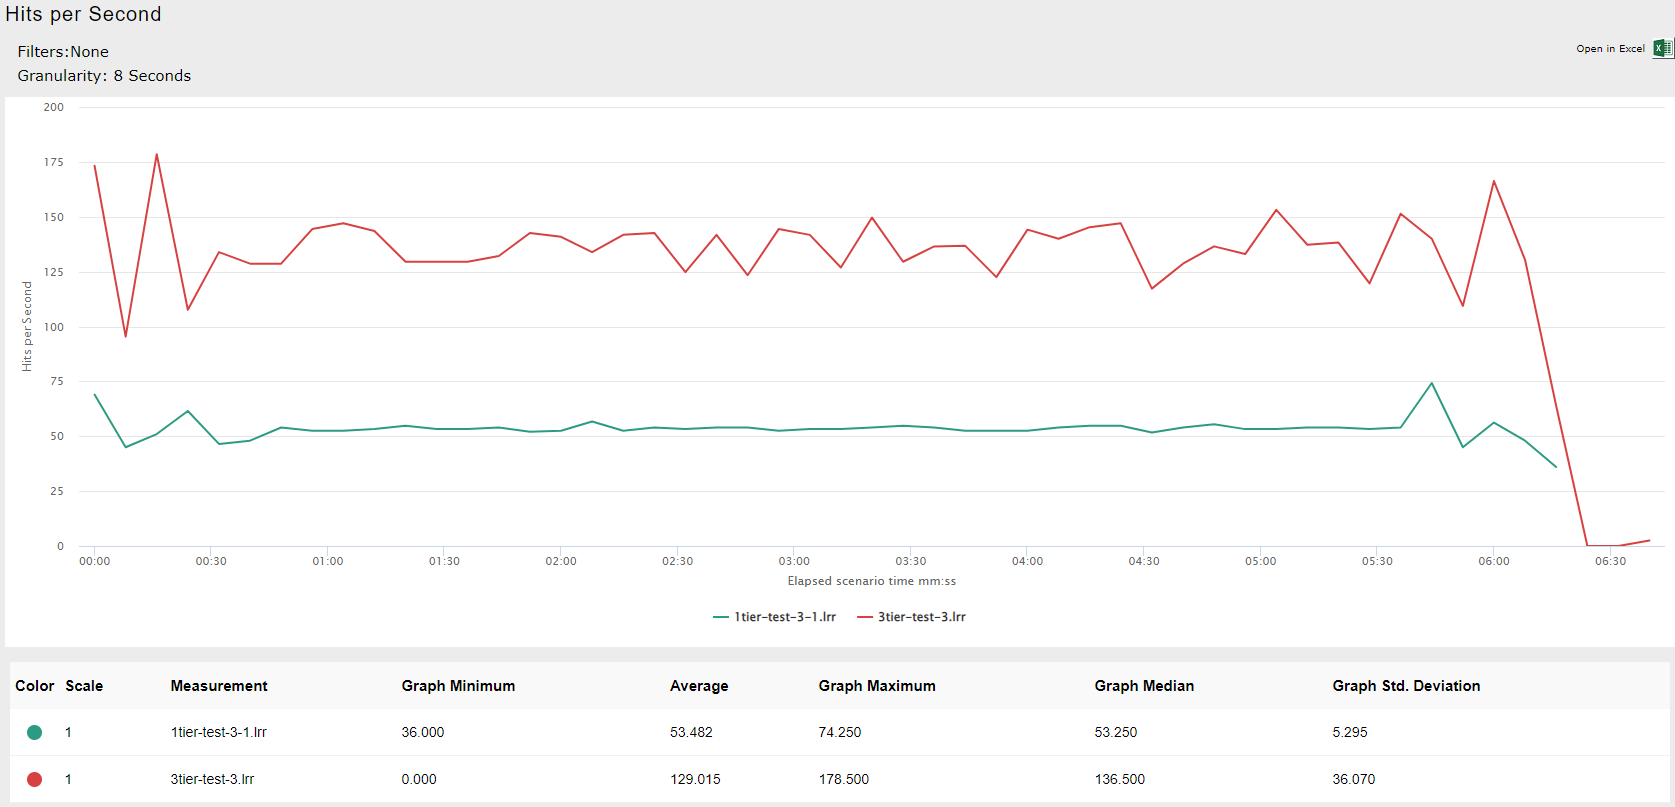 Hits per Second
Filters:None
Granularity: 8 Seconds
Open in Excel
200
175
150
125
100
75
50
25
0
Hits per Second
00:00 00:30 01:00 01:30 02:00 02:30 03:00 03:30 04:00 04:30 05:00 05:30 06:00 06:30
Elapsed scenario time mm:ss
1tier-test-3-1.lrr 3tier-test-3.lrr
Color Scale Measurement Graph Minimum Average Graph Maximum Graph Median Graph Std. Deviation
1 1tier-test-3-1.lrr 36.000 53.482 74.250 53.250 5.295
1 3tier-test-3.lrr 0.000 129.015 178.500 136.500 36.070